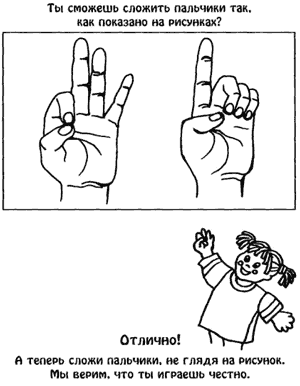 Ты сможешь сложить пальчики так,
как показано на рисунках?
Отлично!
А теперь сложи пальчики, не глядя на рисунок.
Мы верим, что ты играешь честно.